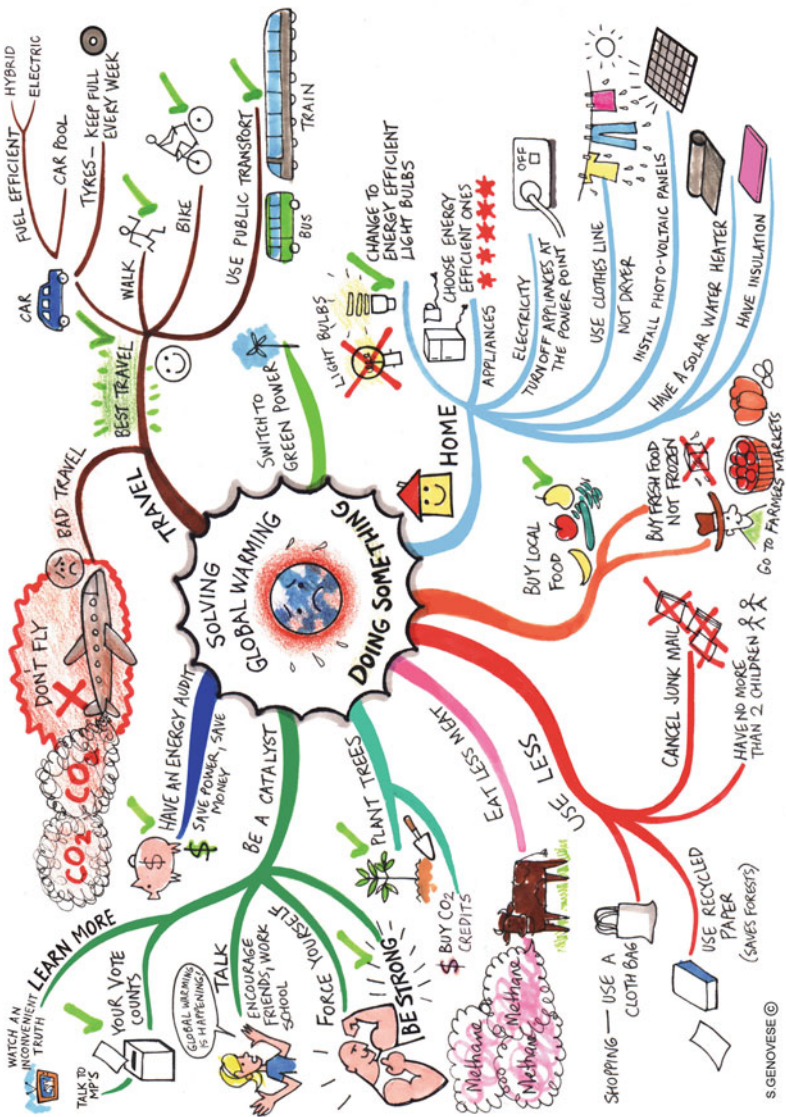 SOLVING
GLOBAL WARMING
DOING SOMETHING
TRAVEL
BAD TRAVEL
DONT FLY
CO2
CO2
BEST TRAVEL
CAR
FUEL EFFICIENT
HYBRID
ELECTRIC
CAR POOL
TYRES – KEEP FULL
EVERY WEEK
WALK
BIKE
USE PUBLIC TRANSPORT
BUS
TRAIN
SWITCH TO
GREEN POWER
HOME
LIGHT BULBS
CHANGE TO
ENERGY EFFICIENT
LIGHT BULBS
APPLIANCES
CHOOSE ENERGY
EFFICIENT ONES
ELECTRICITY
TURN OFF APPLIANCES AT
THE POWER POINT
OFF
USE CLOTHES LINE
NOT DRYER
INSTALL PHOTO-VOLTAIC PANELS
HAVE A SOLAR WATER HEATER
HAVE INSULATION
BUY LOCAL
FOOD
BUY FRESH FOOD
NOT FROZEN
GO TO FARMERS MARKETS
USE LESS
CANCEL JUNK MAIL
HAVE NO MORE
THAN 2 CHILDREN
USE RECYCLED
PAPER
(SAVES FORESTS)
SHOPPING — USE A
CLOTH BAG
EAT LESS MEAT
Methane
Methane
Methane
PLANT TREES
$ BUY CO2
CREDITS
BE A CATALYST
BE STRONG
FORCE YOURSELF
TALK
ENCOURAGE
FRIENDS, WORK
SCHOOL
GLOBAL WARMING
IS HAPPENING!
YOUR VOTE
COUNTS
TALK TO
MP'S
LEARN MORE
WATCH AN
INCONVENIENT
TRUTH
HAVE AN ENERGY AUDIT
$ SAVE POWER, SAVE
MONEY
$
S.GENOVESE ©